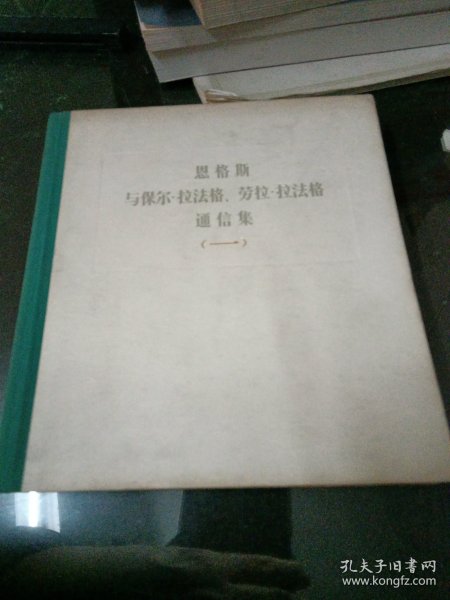 恩格斯
与保尔·拉法格、劳拉·拉法格
通信集
(一)
孔夫子旧书网
www.kongfz.com